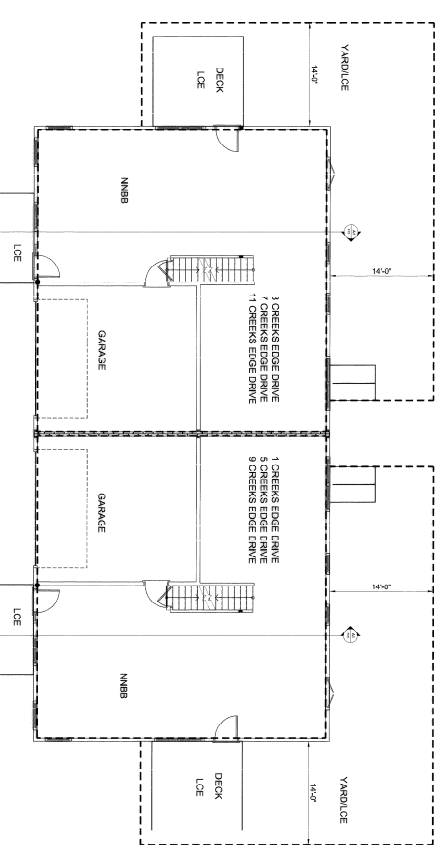 YARD/LCE
14'-0"
DECK
LCE
NNBB
LCE
14'-0"
3 CREEKS EDGE DRIVE
7 CREEKS EDGE DRIVE
11 CREEKS EDGE DRIVE
GARAGE
1 CREEKS EDGE DRIVE
5 CREEKS EDGE DRIVE
9 CREEKS EDGE DRIVE
GARAGE
14'-0"
LCE
NNBB
DECK
LCE
14'-0"
YARD/LCE